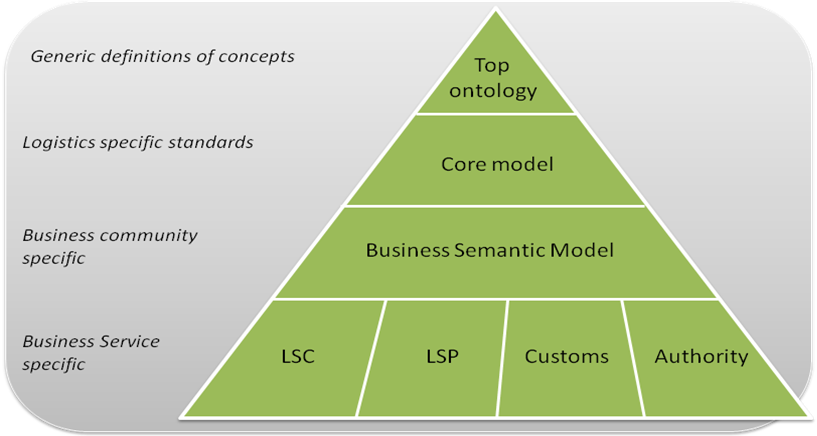 Generic definitions of concepts
Top
ontology
Logistics specific standards
Core model
Business community
specific
Business Semantic Model
Business Service
specific
LSC
LSP
Customs
Authority